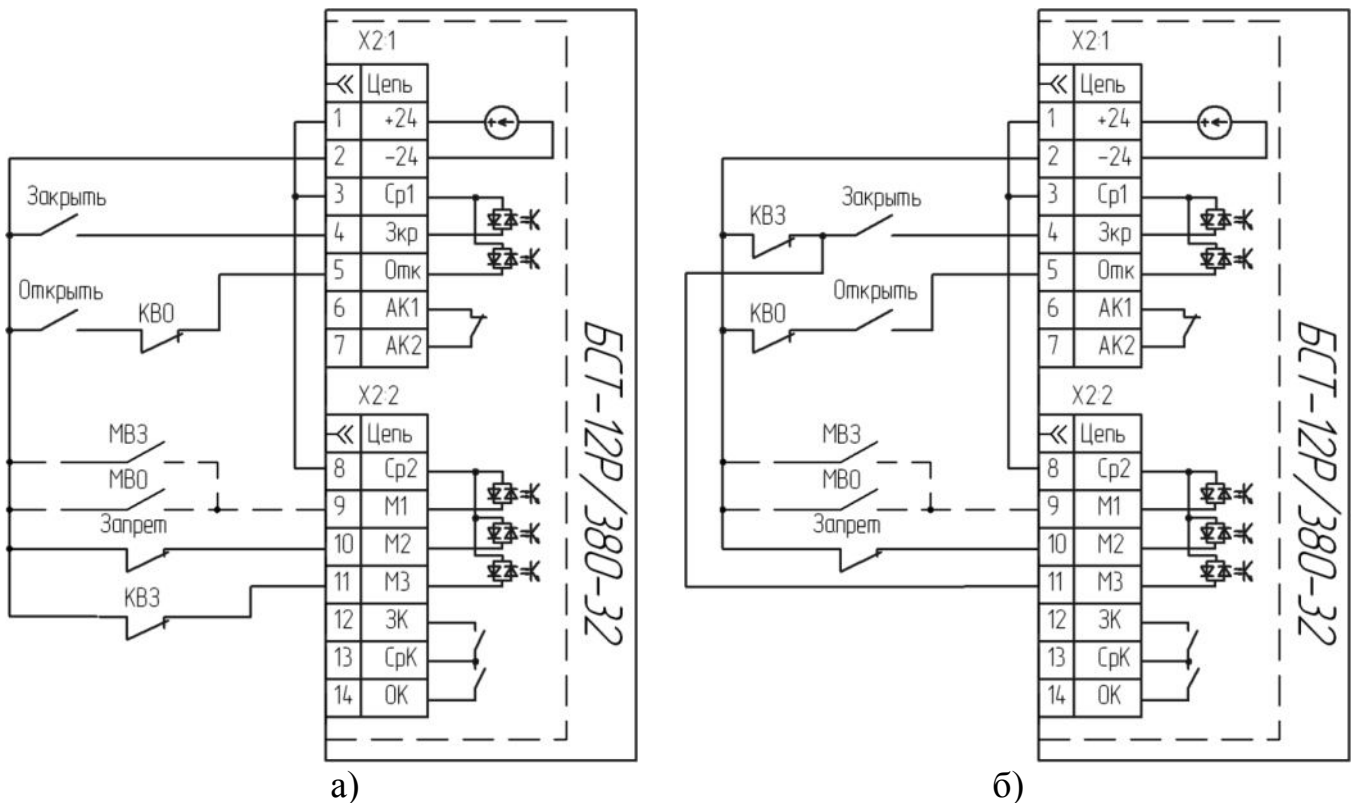 X2:1
Цепь
1 +24
2 -24
Закрыть
3 Ср1
4 Зкр
5 Отк
Открыть
КВО
6 АК1
7 АК2
X2:2
Цепь
МВЗ
8 Ср2
МВО
9 М1
Запрет
10 М2
11 М3
КВЗ
12 ЗК
13 СрК
14 ОК
БСТ-12Р/380-32
а)
X2:1
Цепь
1 +24
2 -24
КВЗ
Закрыть
3 Ср1
4 Зкр
5 Отк
КВО
Открыть
6 АК1
7 АК2
X2:2
Цепь
МВЗ
8 Ср2
МВО
9 М1
Запрет
10 М2
11 М3
12 ЗК
13 СрК
14 ОК
БСТ-12Р/380-32
б)